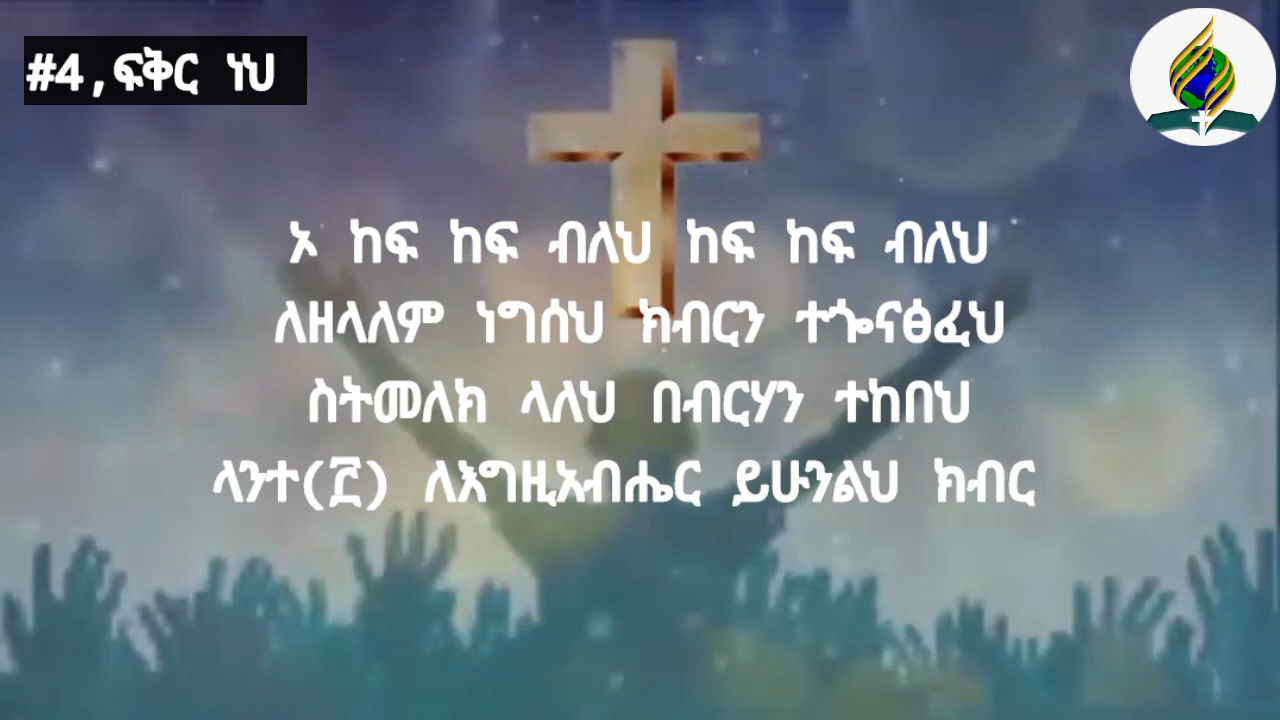 #4,ፍቅር ነህ
ኦ ከፍ ከፍ ብለህ ከፍ ከፍ ብለህ
ለዘላለም ነግሰህ ክብርን ተጐናፅፈህ
ስትመለክ ላለህ በብርሃን ተከበህ
ላንተ(፫) ለእግዚአብሔር ይሁንልህ ክብር